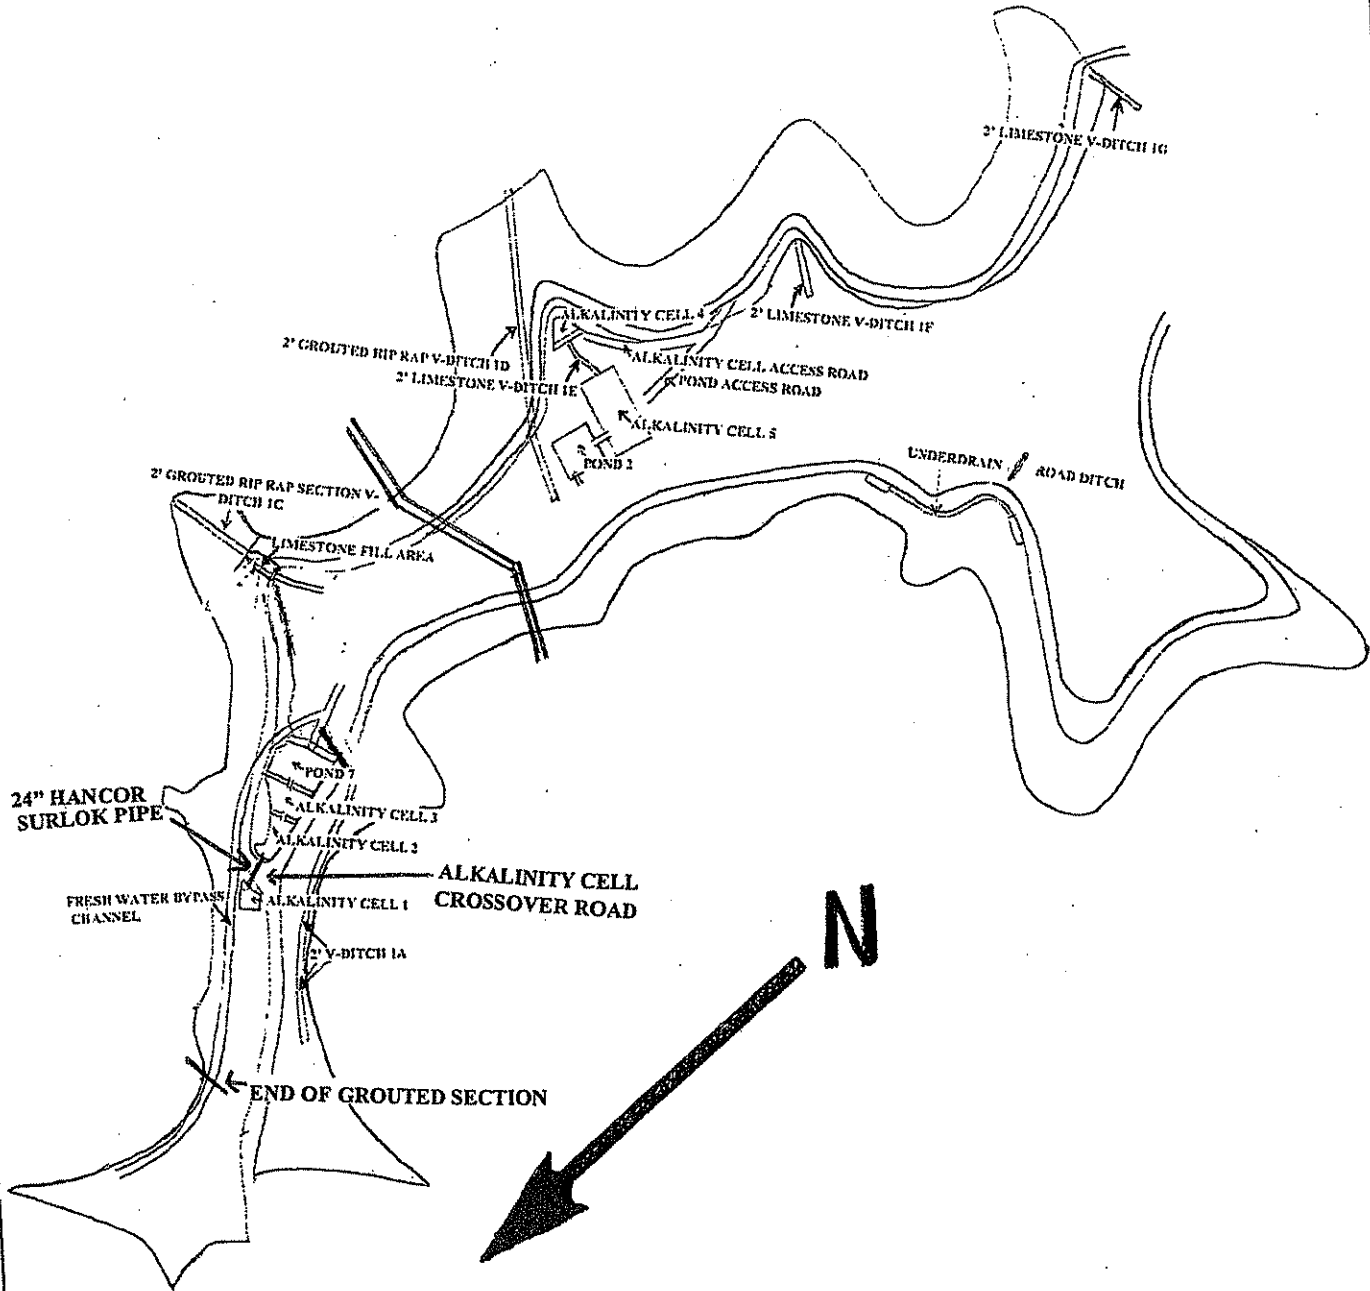 2' LIMESTONE V-DITCH 1G
ALKALINITY CELL 4
2' LIMESTONE V-DITCH 1F
2' GROUTED RIP RAP V-DITCH 1D
ALKALINITY CELL ACCESS ROAD
2' LIMESTONE V-DITCH 1E
POND ACCESS ROAD
ALKALINITY CELL 5
POND 2
UNDERDRAIN
ROAD DITCH
2' GROUTED RIP RAP SECTION V-
DITCH 1C
LIMESTONE FILL AREA
POND 7
24" HANCOR
SURLOK PIPE
ALKALINITY CELL 3
ALKALINITY CELL 2
ALKALINITY CELL
CROSSOVER ROAD
FRESH WATER BYPASS
CHANNEL
ALKALINITY CELL 1
2' V-DITCH 1A
N
END OF GROUTED SECTION